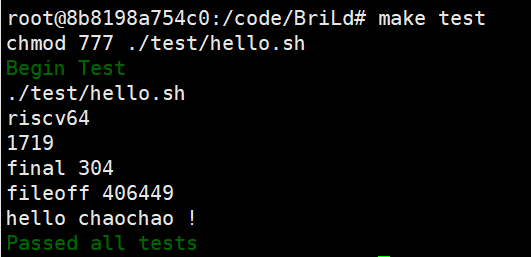 root@8b8198a754c0:/code/BriLd# make test
chmod 777 ./test/hello.sh
Begin Test
./test/hello.sh
riscv64
1719
final 304
fileoff 406449
hello chaochao !
Passed all tests